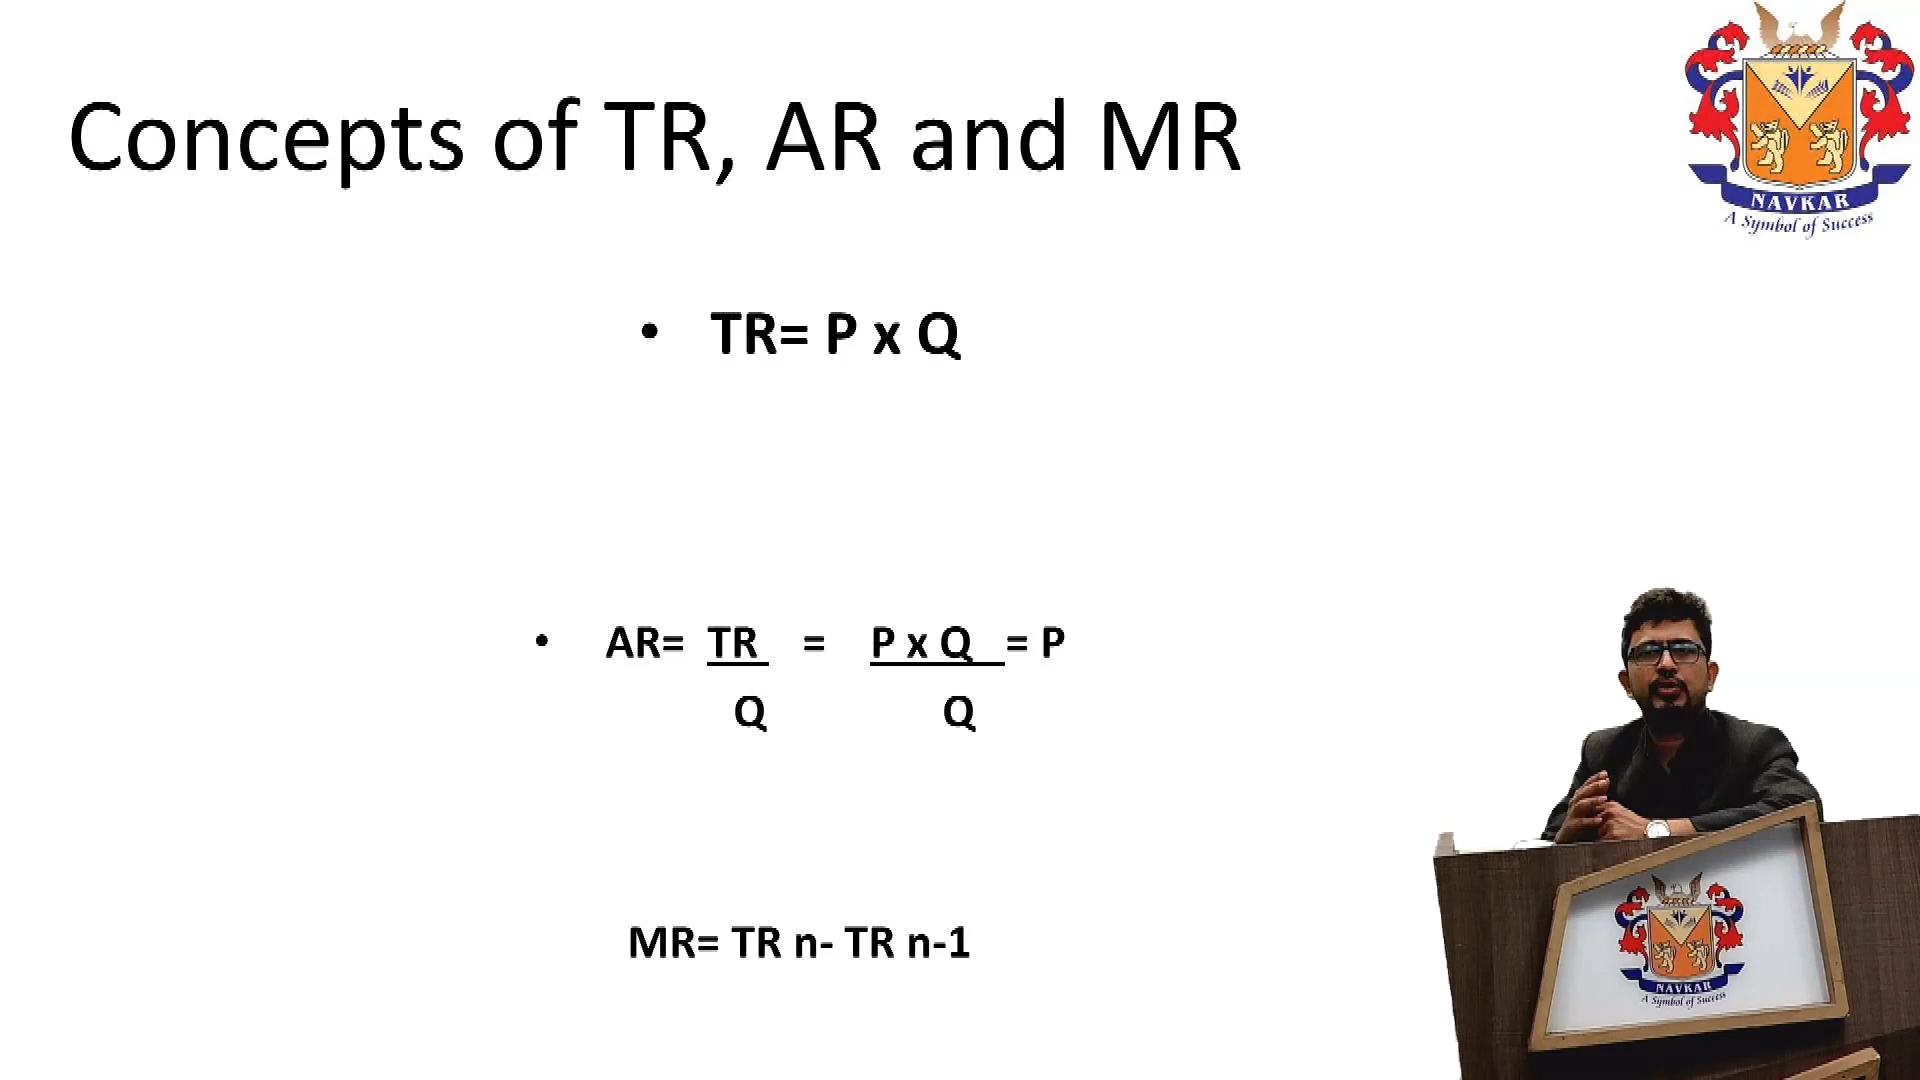 Concepts of TR, AR and MR
NAVKAR
A Symbol of Success
• TR= P x Q
• AR= TR = P x Q = P
Q Q
MR= TR n- TR n-1
NAVKAR
A Symbol of Success